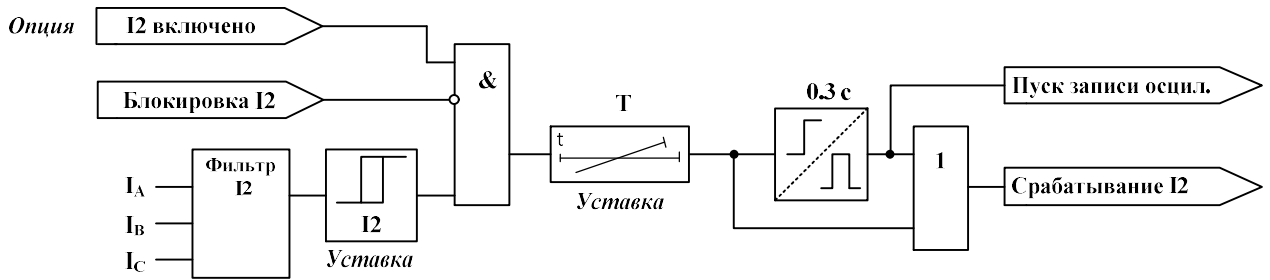 Опция
I2 включено
Блокировка I2
&
T
t
Уставка
0.3 с
1
Пуск записи осцил.
Срабатывание I2
Фильтр
I2
IA
IB
IC
I2
Уставка